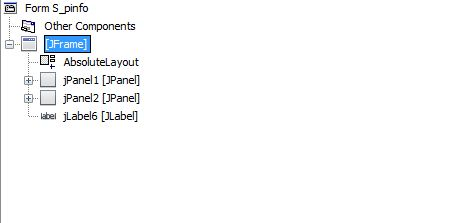 Form S_pinfo
Other Components
[JFrame]
AbsoluteLayout
jPanel1 [JPanel]
jPanel2 [JPanel]
label jLabel6 [JLabel]